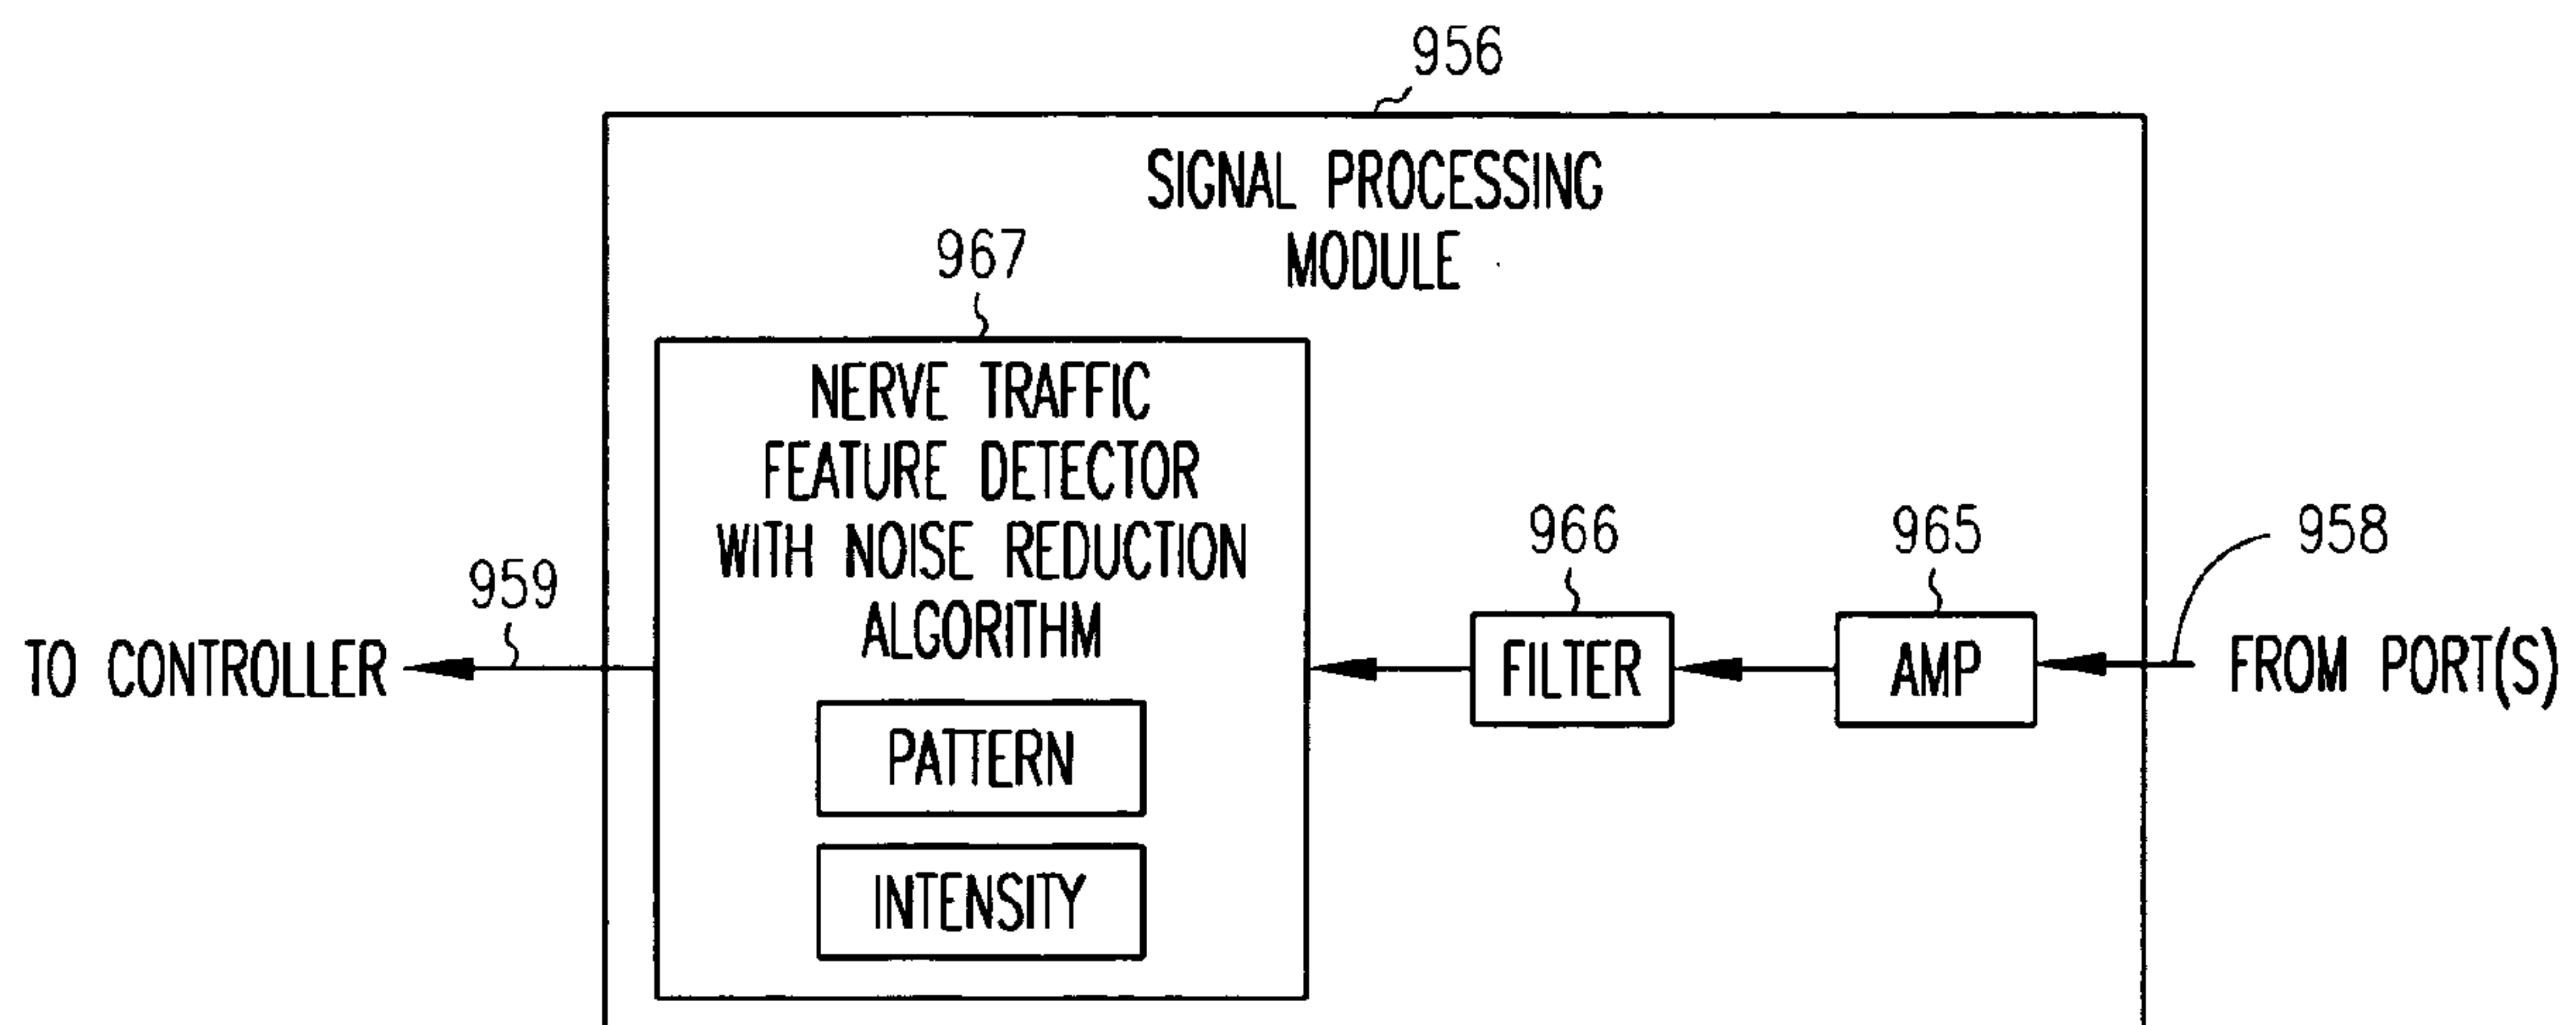 956
SIGNAL PROCESSING
MODULE
967
NERVE TRAFFIC
FEATURE DETECTOR
WITH NOISE REDUCTION
ALGORITHM
PATTERN
INTENSITY
966
FILTER
965
AMP
958
FROM PORT(S)
959
TO CONTROLLER